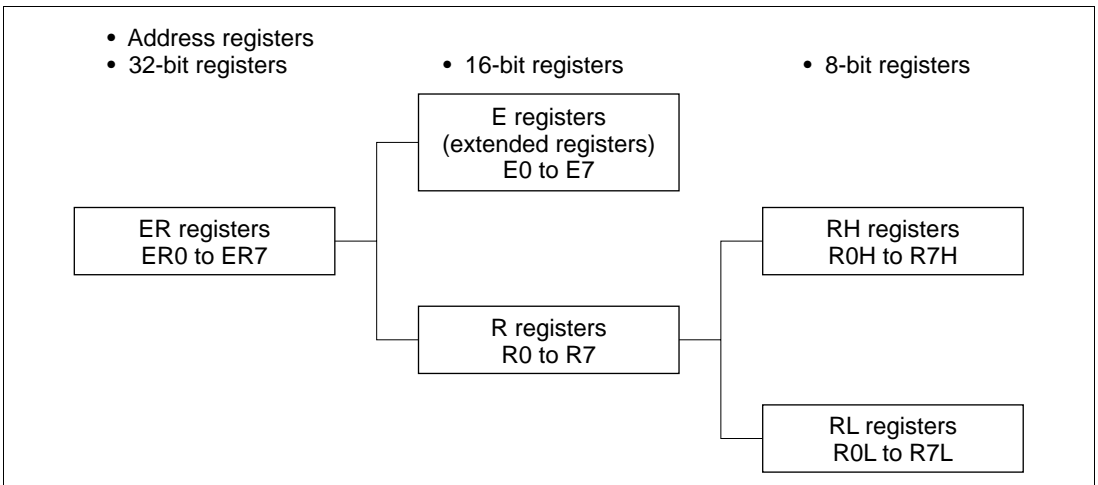 • Address registers
• 32-bit registers
• 16-bit registers
• 8-bit registers
E registers
(extended registers)
E0 to E7
ER registers
ER0 to ER7
RH registers
R0H to R7H
R registers
R0 to R7
RL registers
R0L to R7L